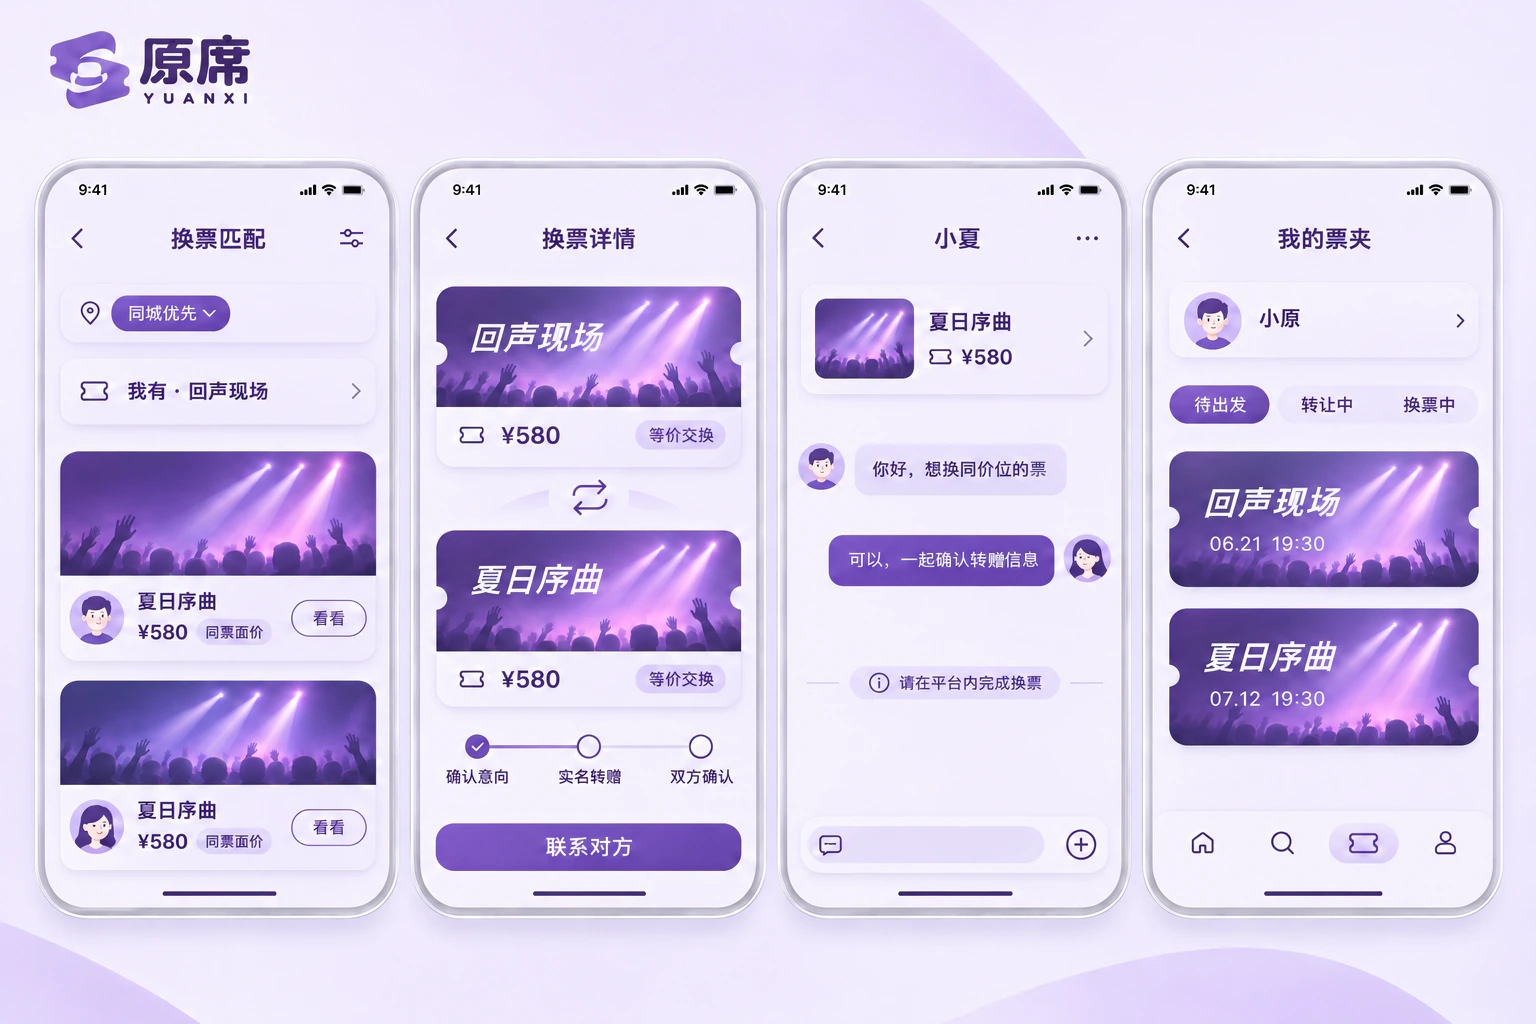 原席
YUANXI
9:41
换票匹配
同城优先
我有 · 回声现场
夏日序曲
¥580 同票面价
看看
夏日序曲
¥580 同票面价
看看
9:41
换票详情
回声现场
¥580
等价交换
夏日序曲
¥580
等价交换
确认意向
实名转赠
双方确认
联系对方
9:41
小夏
夏日序曲
¥580
你好，想换同价位的票
可以，一起确认转赠信息
请在平台内完成换票
9:41
我的票夹
小原
待出发
转让中
换票中
回声现场
06.21 19:30
夏日序曲
07.12 19:30